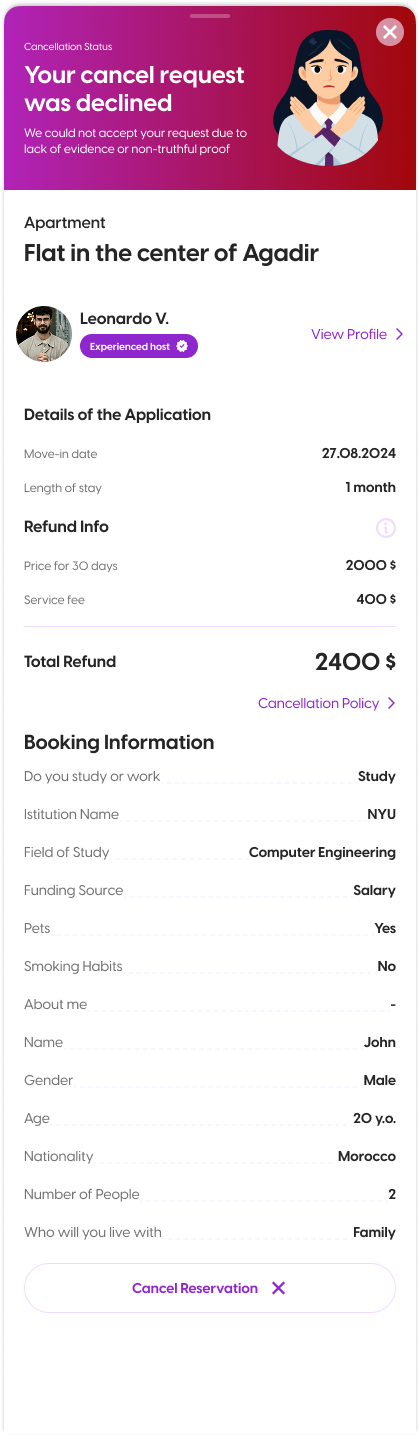 Cancellation Status
Your cancel request
was declined
We could not accept your request due to
lack of evidence or non-truthful proof
Apartment
Flat in the center of Agadir
Leonardo V.
Experienced host
View Profile
Details of the Application
Move-in date 27.08.2024
Length of stay 1 month
Refund Info
Price for 30 days 2000 $
Service fee 400 $
Total Refund 2400 $
Cancellation Policy
Booking Information
Do you study or work Study
Istitution Name NYU
Field of Study Computer Engineering
Funding Source Salary
Pets Yes
Smoking Habits No
About me -
Name John
Gender Male
Age 20 y.o.
Nationality Morocco
Number of People 2
Who will you live with Family
Cancel Reservation